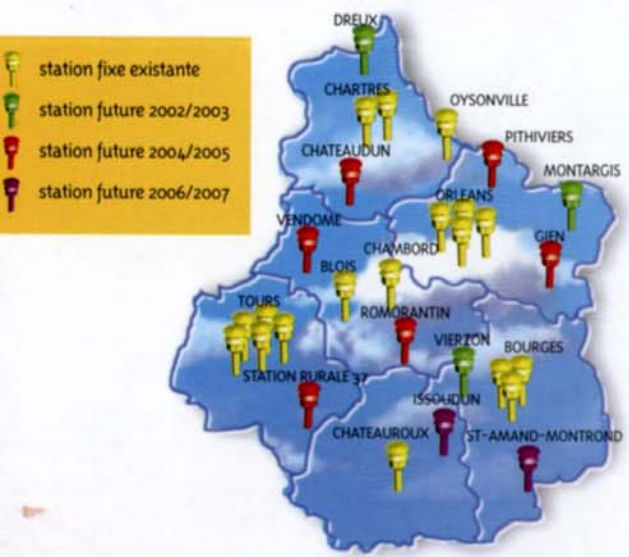 DREUX
station fixe existante
CHARTRES
OYSONVILLE
station future 2002/2003
PITHIVIERS
station future 2004/2005
CHATEAUDUN
MONTARGIS
station future 2006/2007
ORLEANS
VENDOME
GIEN
CHAMBORD
BLOIS
TOURS
ROMORANTIN
VIERZON
BOURGES
STATION RURALE 37
ISSOUDUN
CHATEAUROUX
ST-AMAND-MONTROND